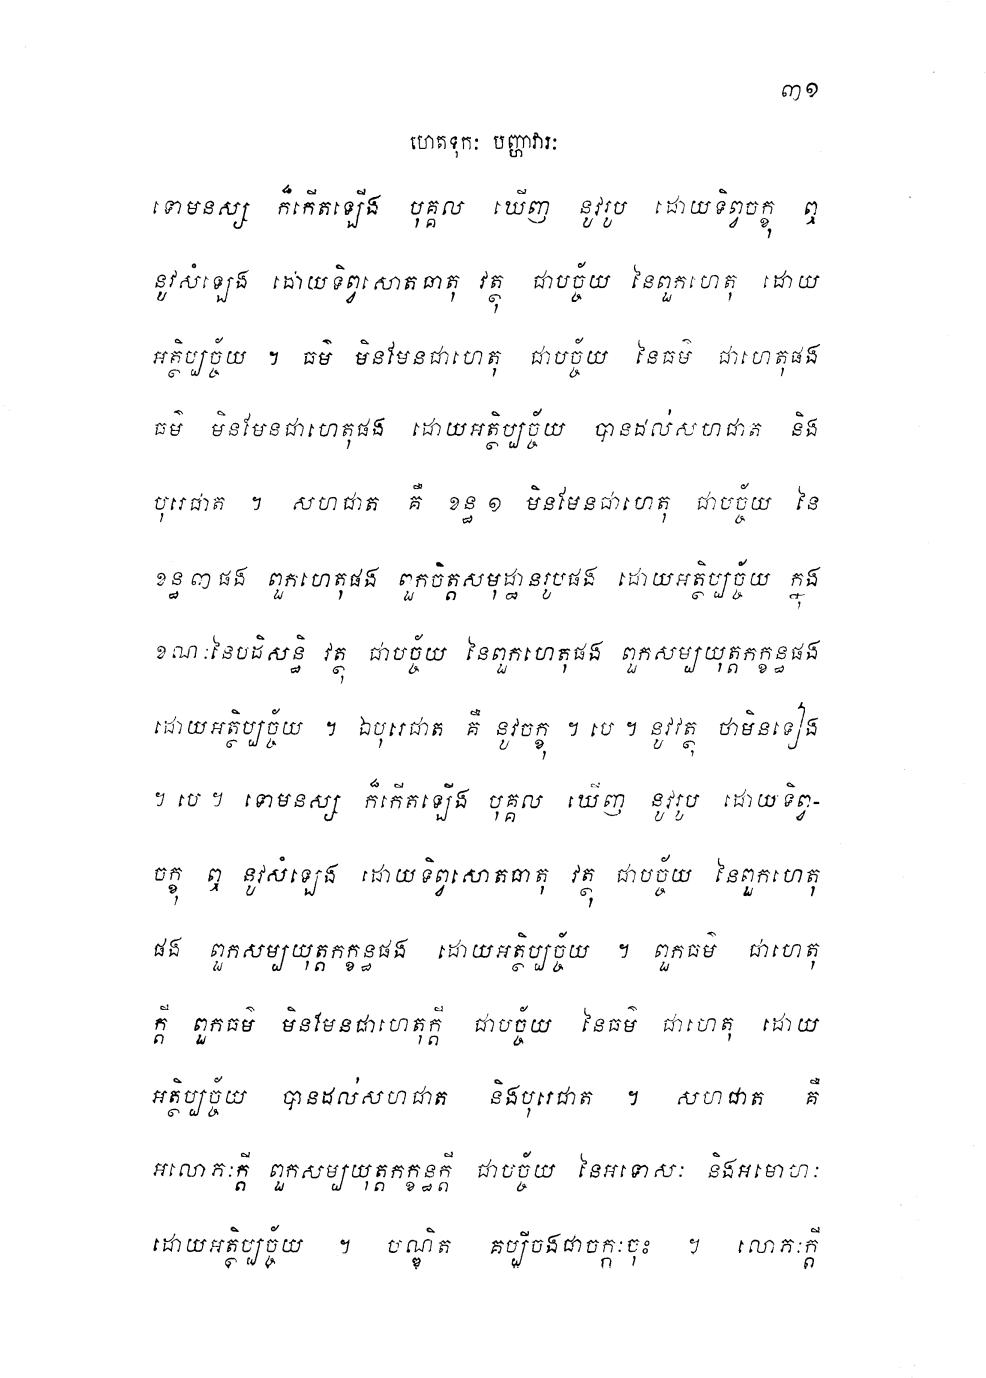 ៣១
ហេតទុកៈ បញ្ហាវារៈ
ទោមនស្ស ក៏កើតឡើង បុគ្គល ឃើញ នូវរូប ដោយទិព្វចក្ខុ ឮ
នូវសំឡេង ដោយទិព្វសោតធាតុ វត្ថុ ជាបច្ច័យ នៃពួកហេតុ ដោយ
អត្ថិប្បច្ច័យ ។ ធម៌ មិនមែនជាហេតុ ជាបច្ច័យ នៃធម៌ ជាហេតុផង
ធម៌ មិនមែនជាហេតុផង ដោយអត្ថិប្បច្ច័យ បានដល់សហជាត និង
បុរេជាត ។ សហជាត គឺ ខន្ធ ១ មិនមែនជាហេតុ ជាបច្ច័យ នៃ
ខន្ធ ៣ ផង ពួកហេតុផង ពួកចិត្តសមុដ្ឋានរូបផង ដោយអត្ថិប្បច្ច័យ ក្នុង
ខណៈនៃបដិសន្ធិ វត្ថុ ជាបច្ច័យ នៃពួកហេតុផង ពួកសម្បយុត្តកក្ខន្ធផង
ដោយអត្ថិប្បច្ច័យ ។ ឯបុរេជាត គឺ នូវចក្ខុ ។ បេ ។ នូវវត្ថុ ថាមិនទៀង
។ បេ ។ ទោមនស្ស ក៏កើតឡើង បុគ្គល ឃើញ នូវរូប ដោយទិព្វ-
ចក្ខុ ឮ នូវសំឡេង ដោយទិព្វសោតធាតុ វត្ថុ ជាបច្ច័យ នៃពួកហេតុ
ផង ពួកសម្បយុត្តកក្ខន្ធផង ដោយអត្ថិប្បច្ច័យ ។ ពួកធម៌ ជាហេតុ
ក្តី ពួកធម៌ មិនមែនជាហេតុក្តី ជាបច្ច័យ នៃធម៌ ជាហេតុ ដោយ
អត្ថិប្បច្ច័យ បានដល់សហជាត និងបុរេជាត ។ សហជាត គឺ
អលោភៈក្តី ពួកសម្បយុត្តកក្ខន្ធក្តី ជាបច្ច័យ នៃអទោសៈ និងអមោហៈ
ដោយអត្ថិប្បច្ច័យ ។ បណ្ឌិត គប្បីចងជាចក្កៈចុះ ។ លោភៈក្តី